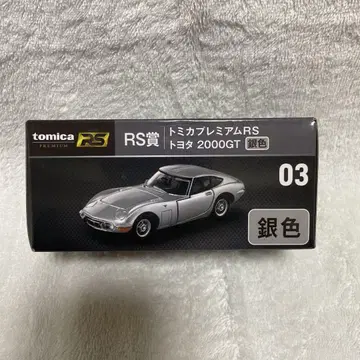 tomica
PREMIUM
RS
RS賞
トミカプレミアムRS
トヨタ 2000GT 銀色
03
銀色